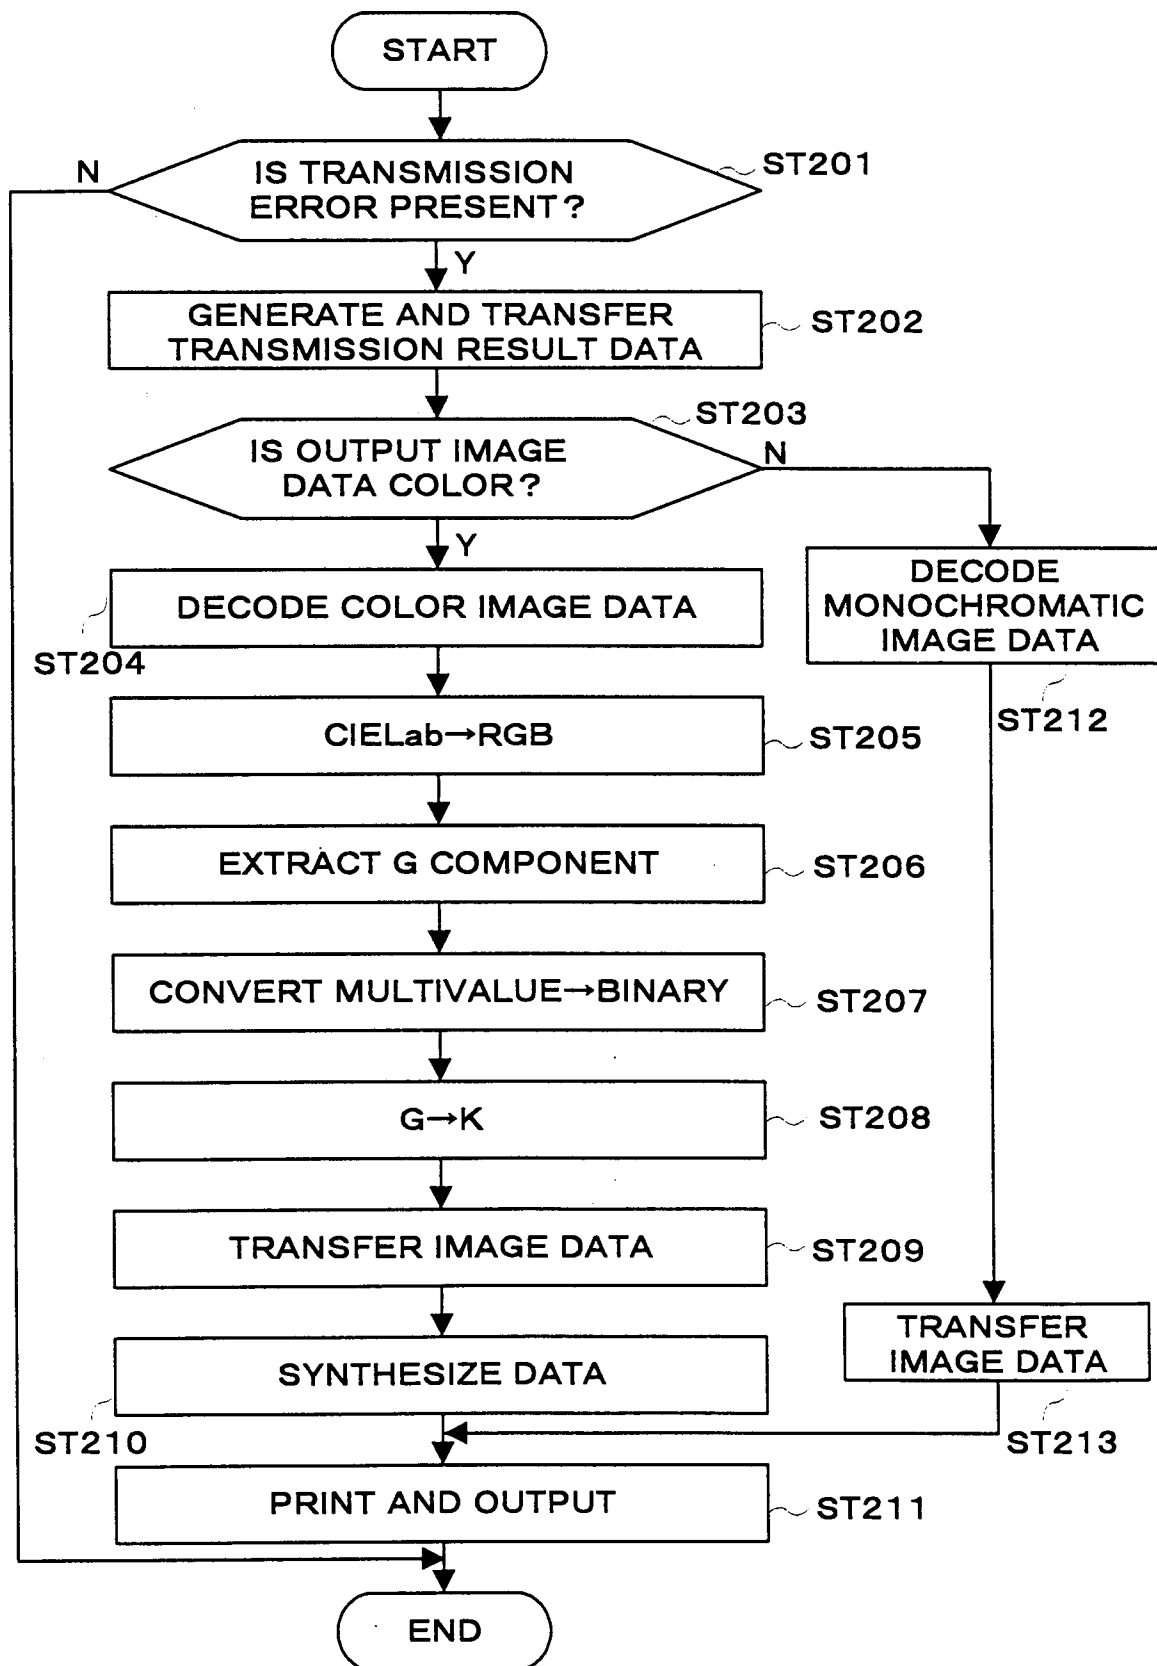 START
N
IS TRANSMISSION
ERROR PRESENT?
ST201
Y
GENERATE AND TRANSFER
TRANSMISSION RESULT DATA
ST202
ST203
IS OUTPUT IMAGE
DATA COLOR?
N
Y
DECODE COLOR IMAGE DATA
ST204
DECODE
MONOCHROMATIC
IMAGE DATA
ST212
CIELab→RGB
ST205
EXTRACT G COMPONENT
ST206
CONVERT MULTIVALUE→BINARY
ST207
G→K
ST208
TRANSFER IMAGE DATA
ST209
TRANSFER
IMAGE DATA
ST213
SYNTHESIZE DATA
ST210
PRINT AND OUTPUT
ST211
END